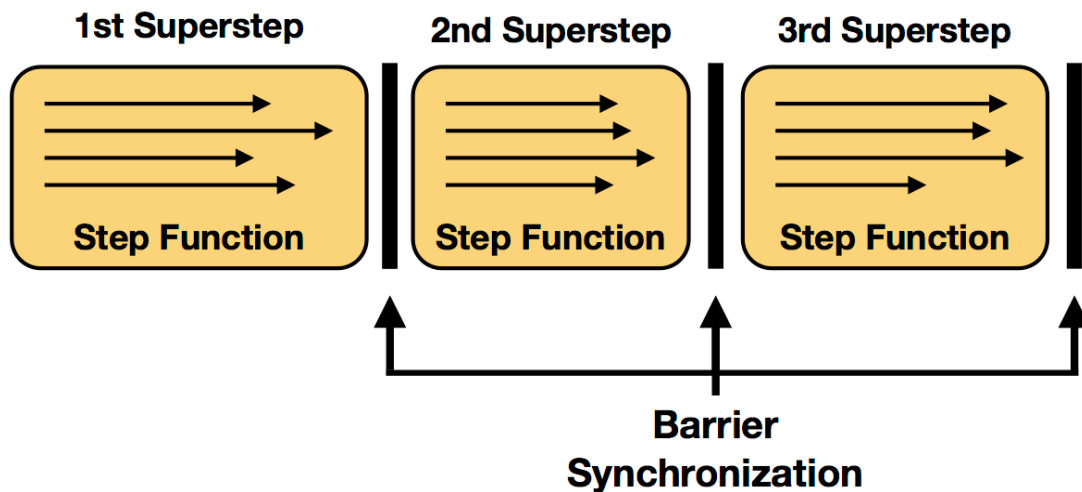 1st Superstep
2nd Superstep
3rd Superstep
Step Function
Step Function
Step Function
Barrier
Synchronization